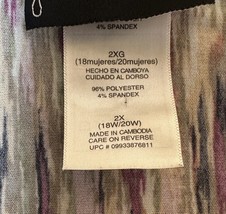 4% SPANDEX
2XG
(18mujeres/20mujeres)
HECHO EN CAMBOYA
CUIDADO AL DORSO
96% POLYESTER
4% SPANDEX
2X
(18W/20W)
MADE IN CAMBODIA
CARE ON REVERSE
UPC # 09933876811